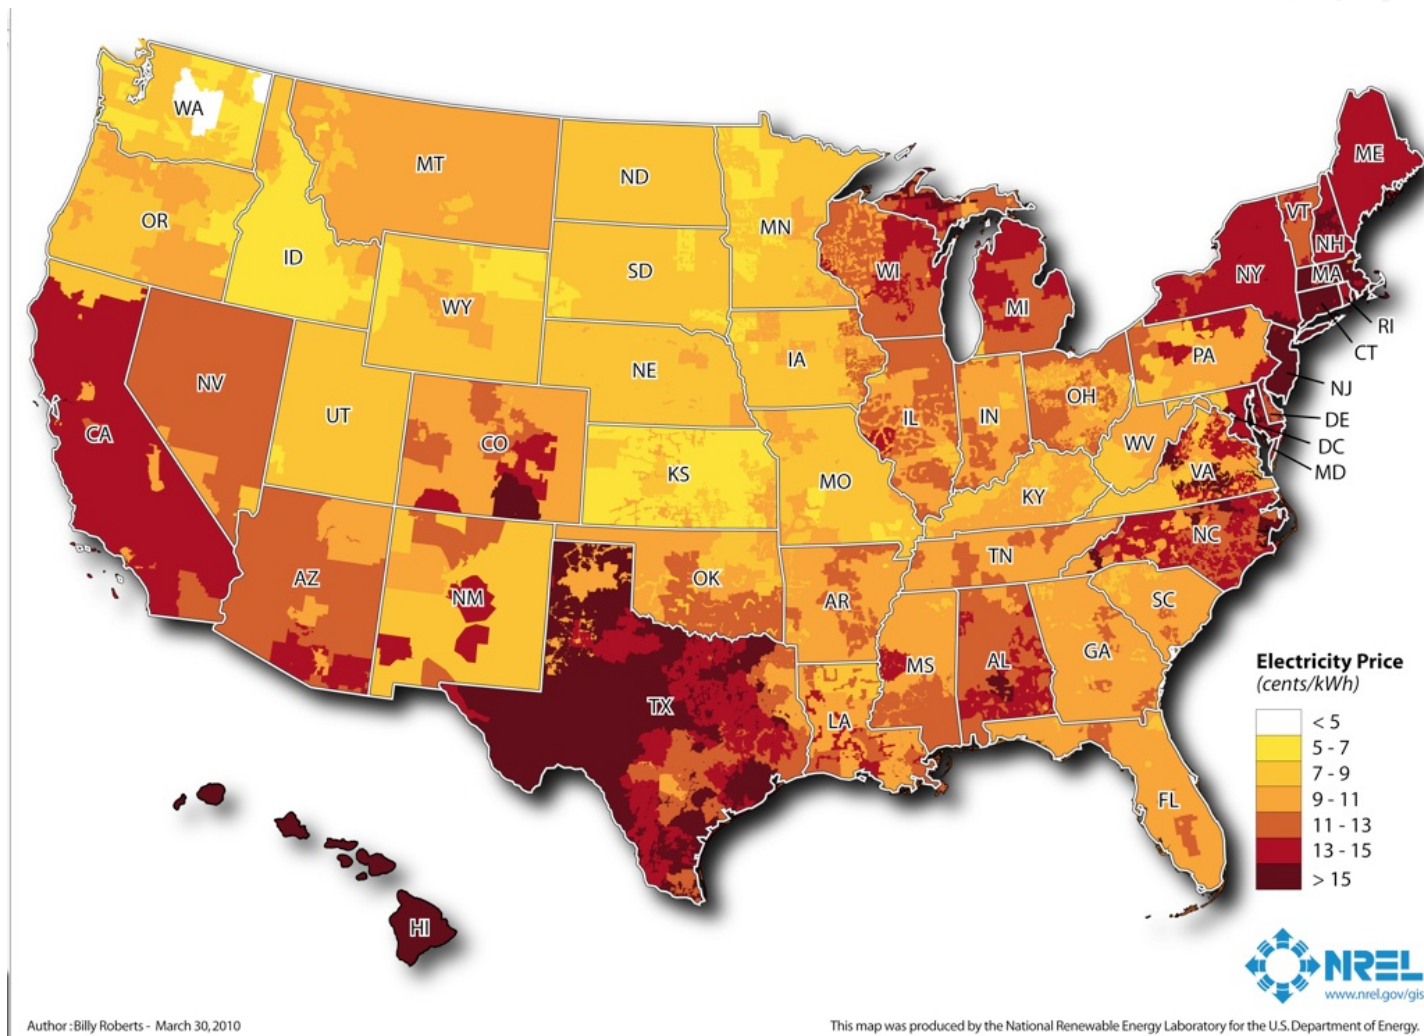 WA
MT
ME
ND
OR
MN
VT
ID
SD
WI
NH
NY
MA
WY
MI
RI
IA
PA
CT
NE
NV
OH
NJ
UT
IL
IN
DE
CA
CO
WV
DC
KS
MO
VA
MD
KY
NC
TN
AZ
OK
NM
AR
SC
MS
AL
GA
Electricity Price
(cents/kWh)
TX
LA
< 5
5 - 7
7 - 9
FL
9 - 11
11 - 13
13 - 15
> 15
HI
NREL
www.nrel.gov/gis
Author : Billy Roberts - March 30, 2010
This map was produced by the National Renewable Energy Laboratory for the U.S. Department of Energy.